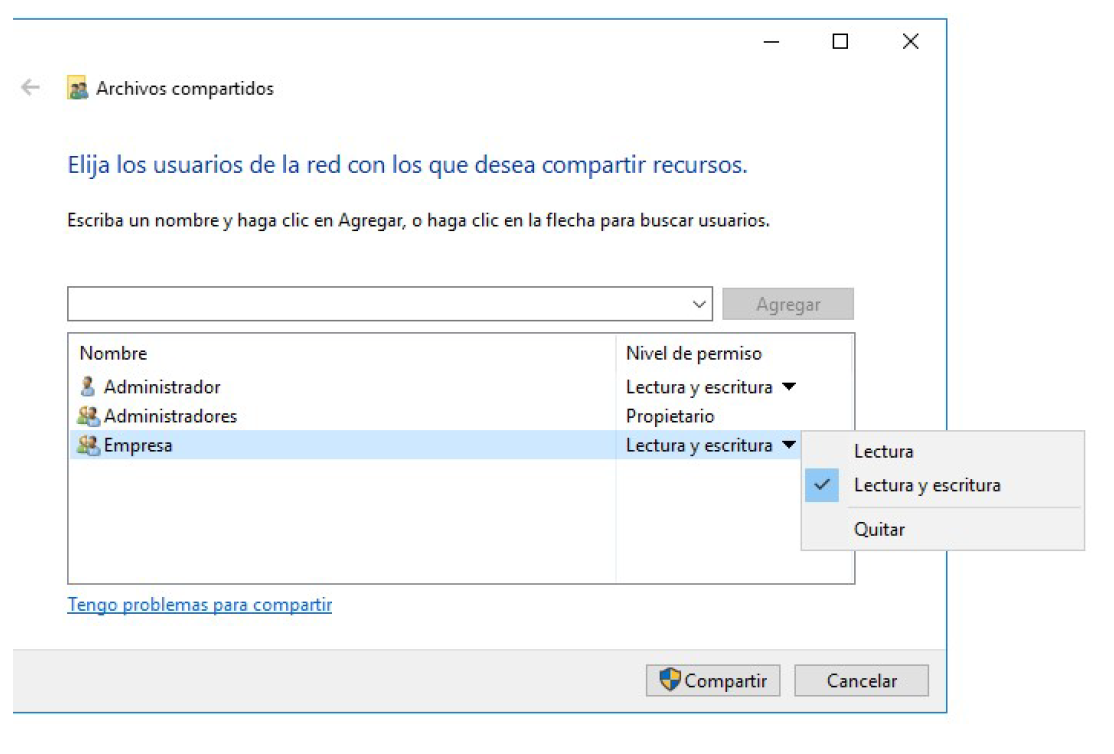 Archivos compartidos
Elija los usuarios de la red con los que desea compartir recursos.
Escriba un nombre y haga clic en Agregar, o haga clic en la flecha para buscar usuarios.
Agregar
Nombre Nivel de permiso
Administrador Lectura y escritura
Administradores Propietario
Empresa Lectura y escritura
Lectura
Lectura y escritura
Quitar
Tengo problemas para compartir
Compartir Cancelar